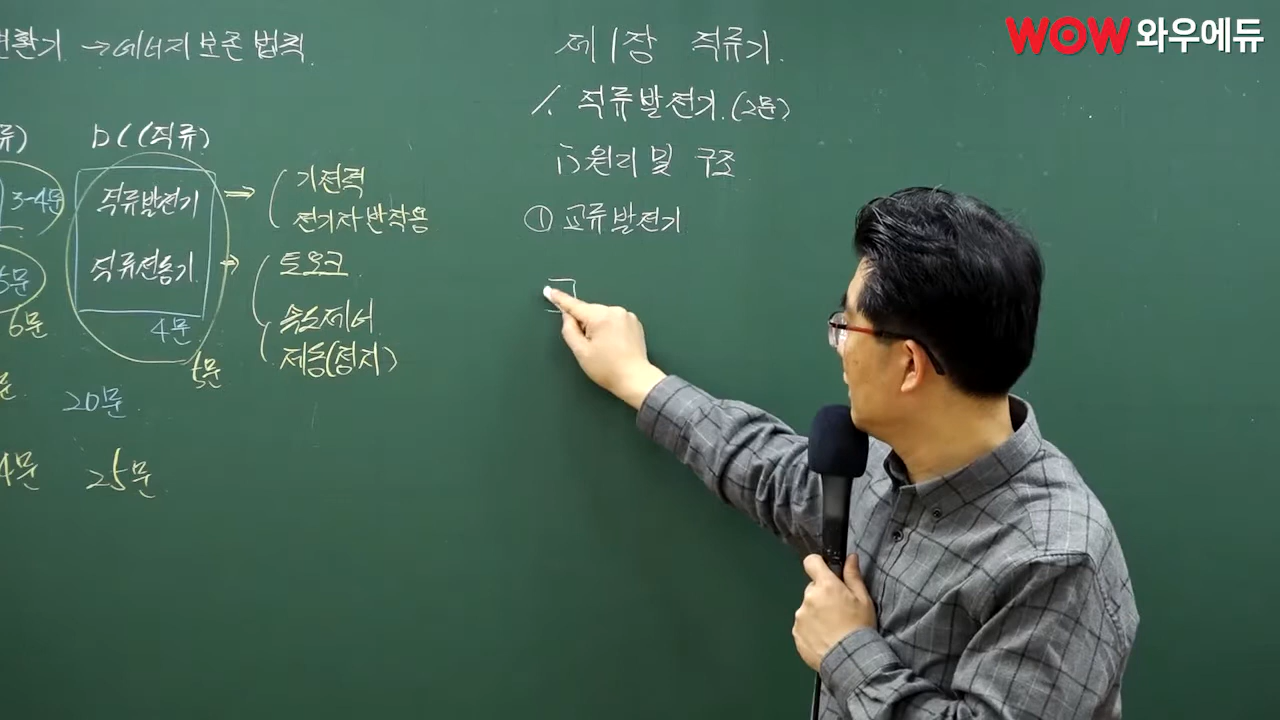 변환기 → 에너지 보존 법칙
류)
DC (직류)
3-4문
직류발전기
직류전동기
4문
5문
6문
5문
⇒ 기전력
전기자 반작용
⇒ 토오크
속도제어
제동(정지)
문
20문
4문
25문
제1장 직류기.
1. 직류발전기. (2문)
i) 원리 및 구조
① 교류발전기
WOW 와우에듀